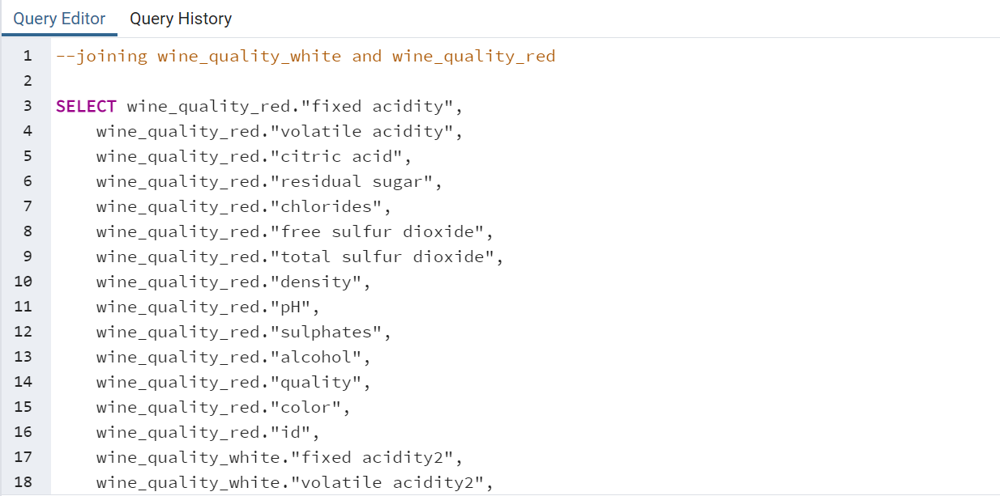 Query Editor Query History
1 --joining wine_quality_white and wine_quality_red
2
3 SELECT wine_quality_red."fixed acidity",
4 wine_quality_red."volatile acidity",
5 wine_quality_red."citric acid",
6 wine_quality_red."residual sugar",
7 wine_quality_red."chlorides",
8 wine_quality_red."free sulfur dioxide",
9 wine_quality_red."total sulfur dioxide",
10 wine_quality_red."density",
11 wine_quality_red."pH",
12 wine_quality_red."sulphates",
13 wine_quality_red."alcohol",
14 wine_quality_red."quality",
15 wine_quality_red."color",
16 wine_quality_red."id",
17 wine_quality_white."fixed acidity2",
18 wine_quality_white."volatile acidity2",